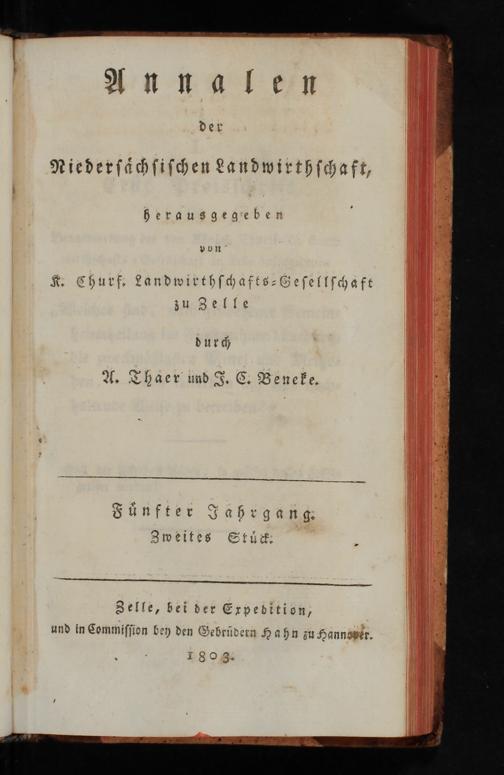 Annalen
der
Niedersächsischen Landwirthschaft,
herausgegeben
von
K. Churf. Landwirthschafts-Gesellschaft
zu Zelle
durch
A. Thaer und J. C. Beneke.
Fünfter Jahrgang.
Zweites Stück.
Zelle, bei der Expedition,
und in Commission bey den Gebrüdern Hahn zu Hannover.
1803.